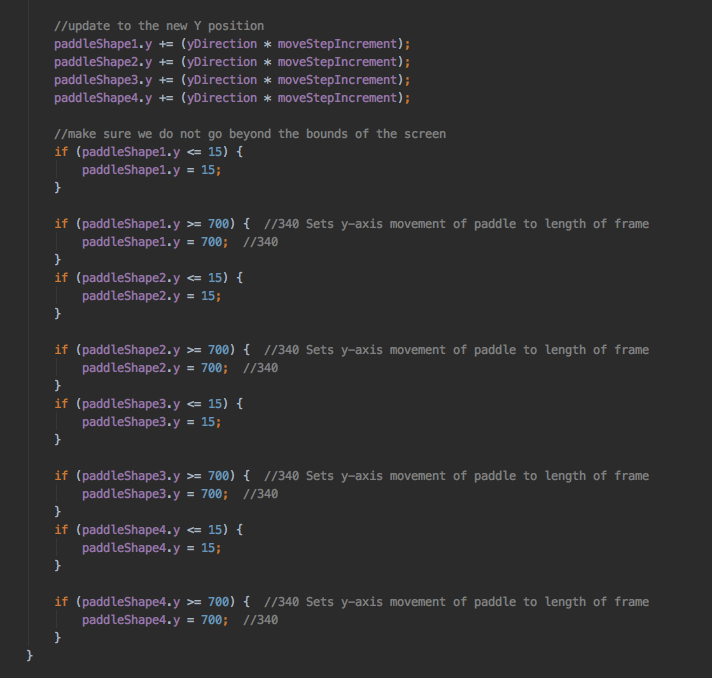 //update to the new Y position
paddleShape1.y += (yDirection * moveStepIncrement);
paddleShape2.y += (yDirection * moveStepIncrement);
paddleShape3.y += (yDirection * moveStepIncrement);
paddleShape4.y += (yDirection * moveStepIncrement);

//make sure we do not go beyond the bounds of the screen
if (paddleShape1.y <= 15) {
    paddleShape1.y = 15;
}

if (paddleShape1.y >= 700) {  //340 Sets y-axis movement of paddle to length of frame
    paddleShape1.y = 700;  //340
}
if (paddleShape2.y <= 15) {
    paddleShape2.y = 15;
}

if (paddleShape2.y >= 700) {  //340 Sets y-axis movement of paddle to length of frame
    paddleShape2.y = 700;  //340
}
if (paddleShape3.y <= 15) {
    paddleShape3.y = 15;
}

if (paddleShape3.y >= 700) {  //340 Sets y-axis movement of paddle to length of frame
    paddleShape3.y = 700;  //340
}
if (paddleShape4.y <= 15) {
    paddleShape4.y = 15;
}

if (paddleShape4.y >= 700) {  //340 Sets y-axis movement of paddle to length of frame
    paddleShape4.y = 700;  //340
}
}